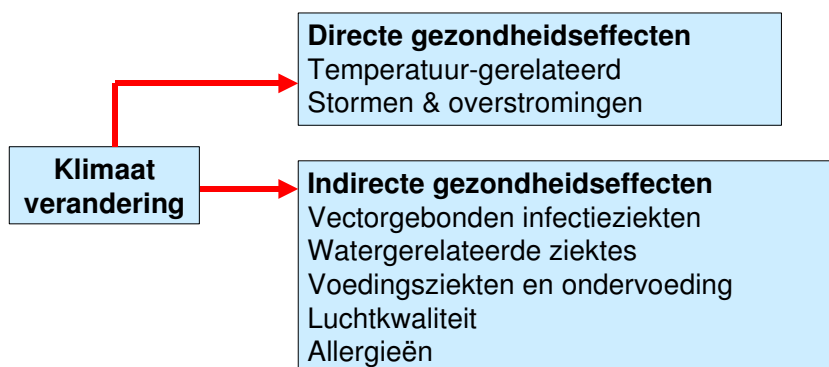 Directe gezondheidseffecten
Temperatuur-gerelateerd
Stormen & overstromingen
Klimaat
verandering
Indirecte gezondheidseffecten
Vectorgebonden infectieziekten
Watergerelateerde ziektes
Voedingsziekten en ondervoeding
Luchtkwaliteit
Allergieën